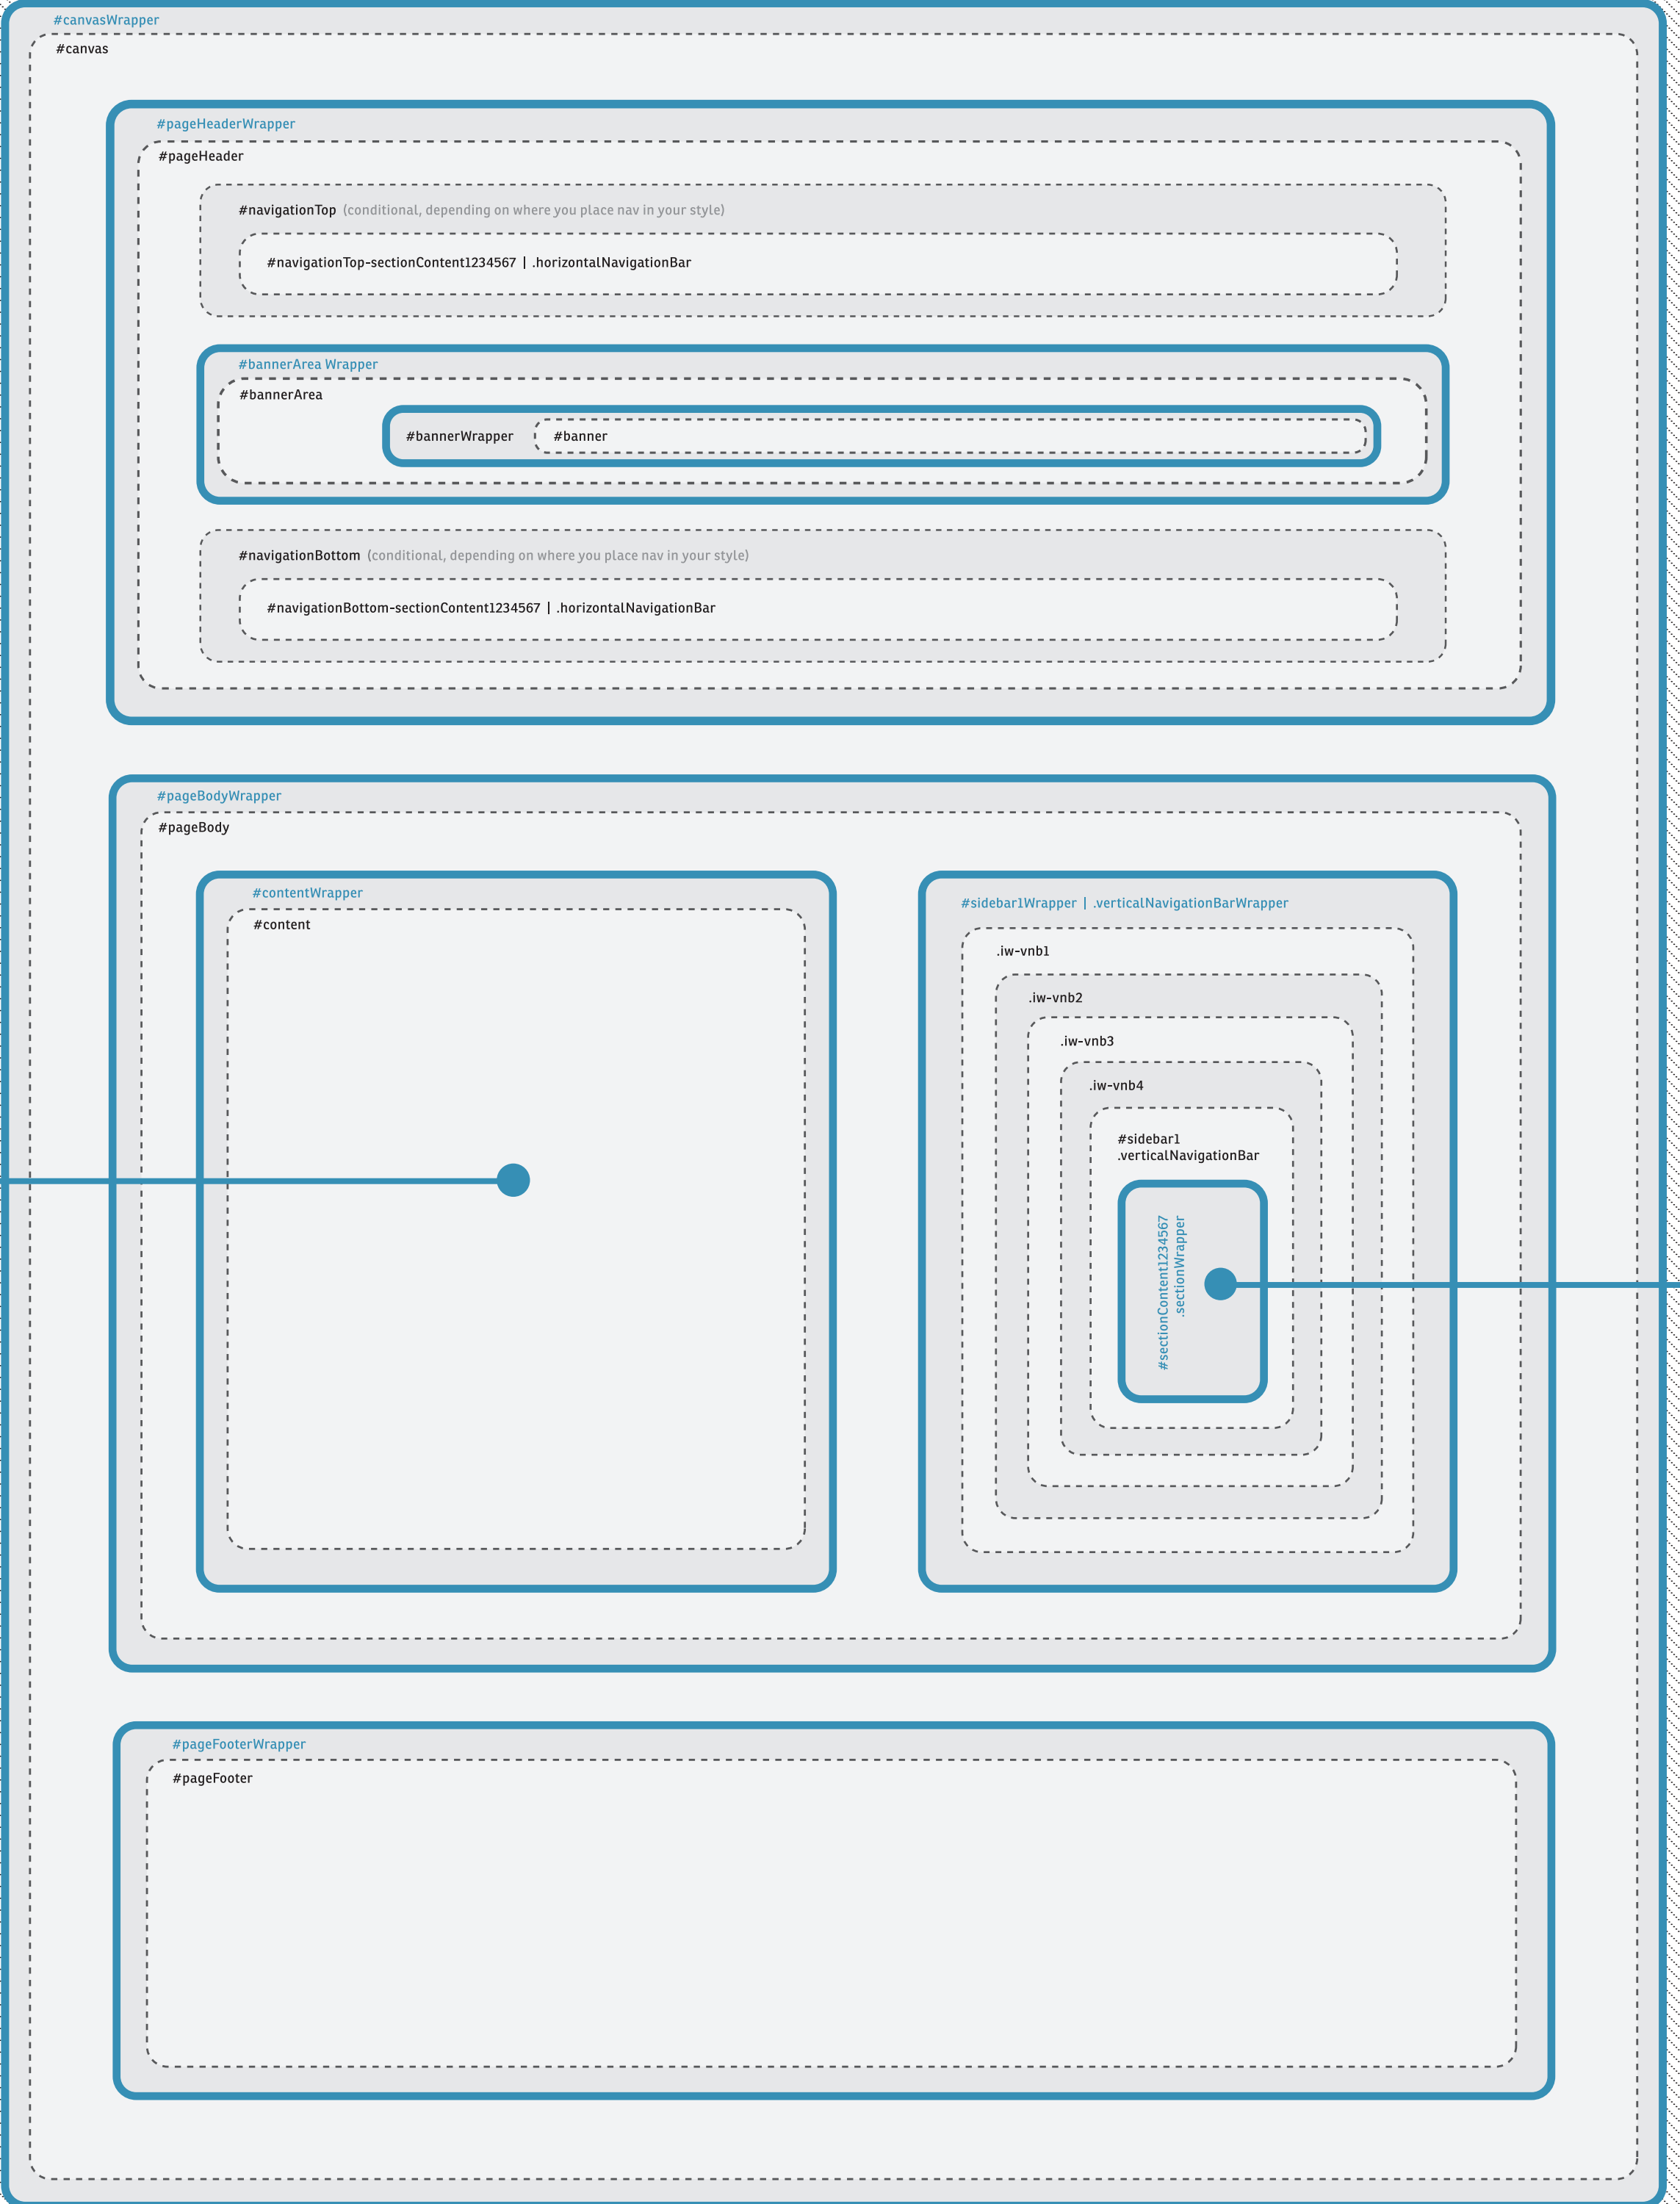 #canvasWrapper
#canvas
#pageHeaderWrapper
#pageHeader
#navigationTop (conditional, depending on where you place nav in your style)
#navigationTop-sectionContent1234567 | .horizontalNavigationBar
#bannerArea Wrapper
#bannerArea
#bannerWrapper
#banner
#navigationBottom (conditional, depending on where you place nav in your style)
#navigationBottom-sectionContent1234567 | .horizontalNavigationBar
#pageBodyWrapper
#pageBody
#contentWrapper
#content
#sidebar1Wrapper | .verticalNavigationBarWrapper
.iw-vnb1
.iw-vnb2
.iw-vnb3
.iw-vnb4
#sidebar1
.verticalNavigationBar
#sectionContent1234567
.sectionWrapper
#pageFooterWrapper
#pageFooter